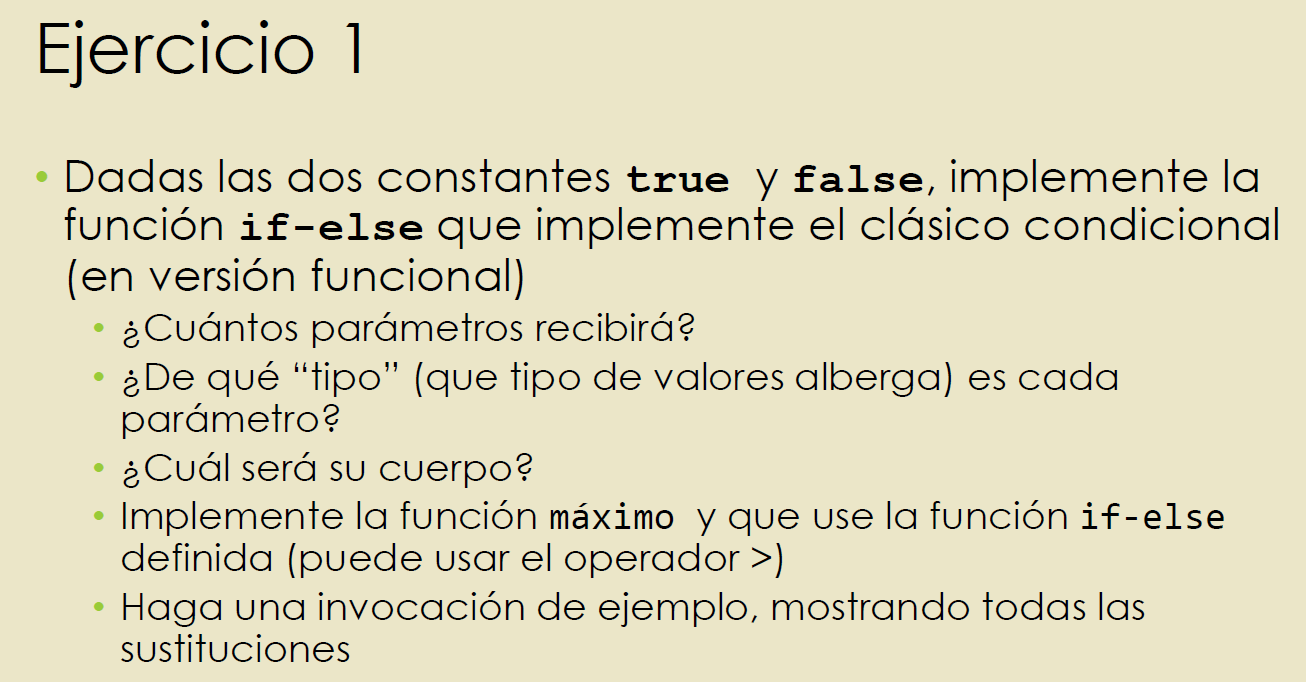 Ejercicio 1
• Dadas las dos constantes true y false, implemente la
función if-else que implemente el clásico condicional
(en versión funcional)
• ¿Cuántos parámetros recibirá?
• ¿De qué “tipo” (que tipo de valores alberga) es cada
parámetro?
• ¿Cuál será su cuerpo?
• Implemente la función máximo y que use la función if-else
definida (puede usar el operador >)
• Haga una invocación de ejemplo, mostrando todas las
sustituciones